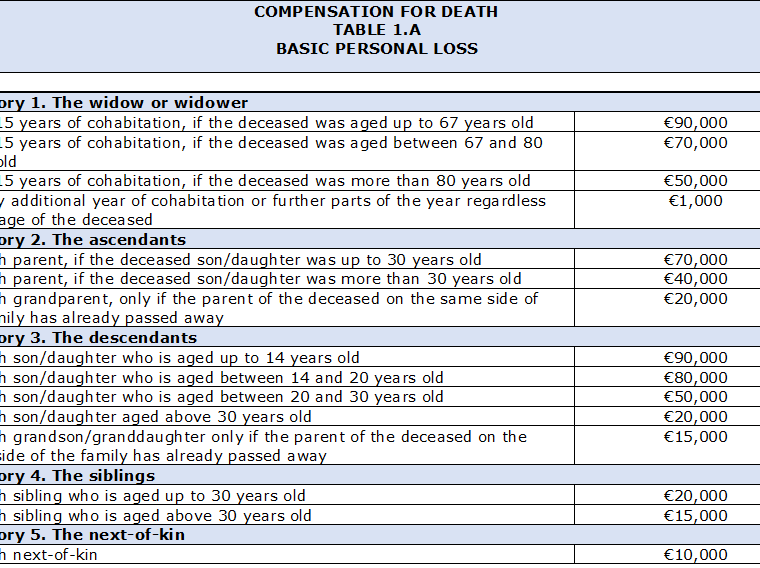 COMPENSATION FOR DEATH
TABLE 1.A
BASIC PERSONAL LOSS
ory 1. The widow or widower
15 years of cohabitation, if the deceased was aged up to 67 years old €90,000
15 years of cohabitation, if the deceased was aged between 67 and 80 €70,000
old
15 years of cohabitation, if the deceased was more than 80 years old €50,000
y additional year of cohabitation or further parts of the year regardless €1,000
age of the deceased
ory 2. The ascendants
h parent, if the deceased son/daughter was up to 30 years old €70,000
h parent, if the deceased son/daughter was more than 30 years old €40,000
h grandparent, only if the parent of the deceased on the same side of €20,000
mily has already passed away
ory 3. The descendants
h son/daughter who is aged up to 14 years old €90,000
h son/daughter who is aged between 14 and 20 years old €80,000
h son/daughter who is aged between 20 and 30 years old €50,000
h son/daughter aged above 30 years old €20,000
h grandson/granddaughter only if the parent of the deceased on the €15,000
side of the family has already passed away
ory 4. The siblings
h sibling who is aged up to 30 years old €20,000
h sibling who is aged above 30 years old €15,000
ory 5. The next-of-kin
h next-of-kin €10,000